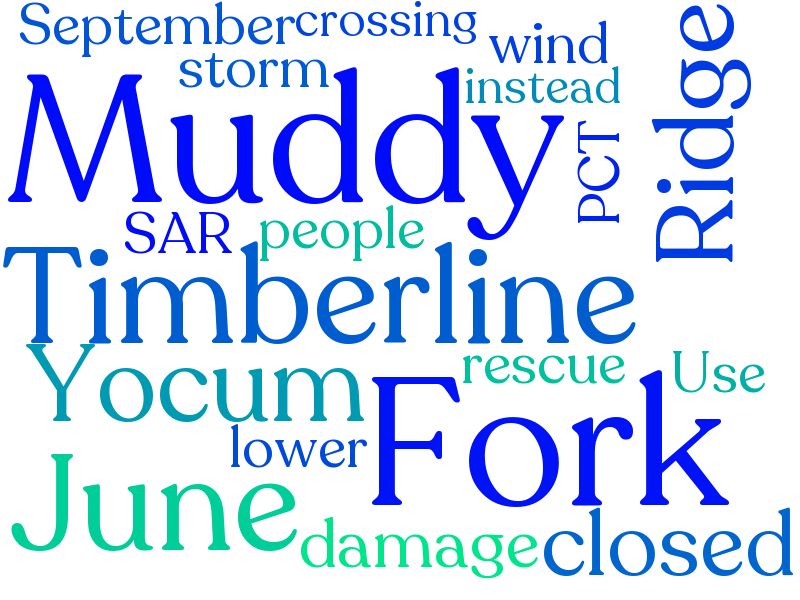 September
crossing
wind
storm
instead
Ridge
Muddy
PCT
SAR
people
Timberline
Yocum
rescue
Use
Fork
lower
June
damage
closed